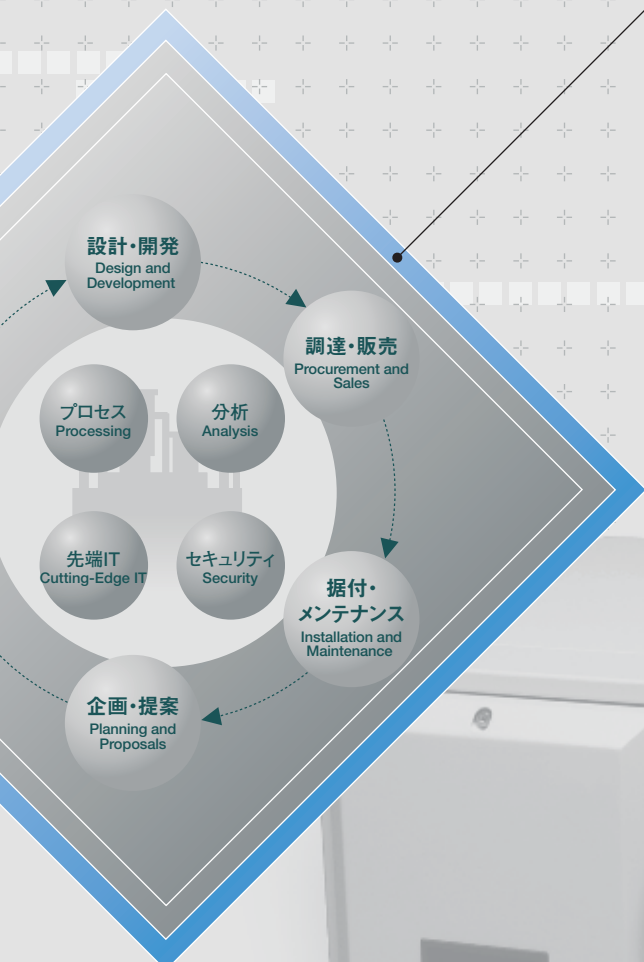 設計・開発
Design and
Development
調達・販売
Procurement and
Sales
プロセス
Processing
分析
Analysis
先端IT
Cutting-Edge IT
セキュリティ
Security
据付・
メンテナンス
Installation and
Maintenance
企画・提案
Planning and
Proposals